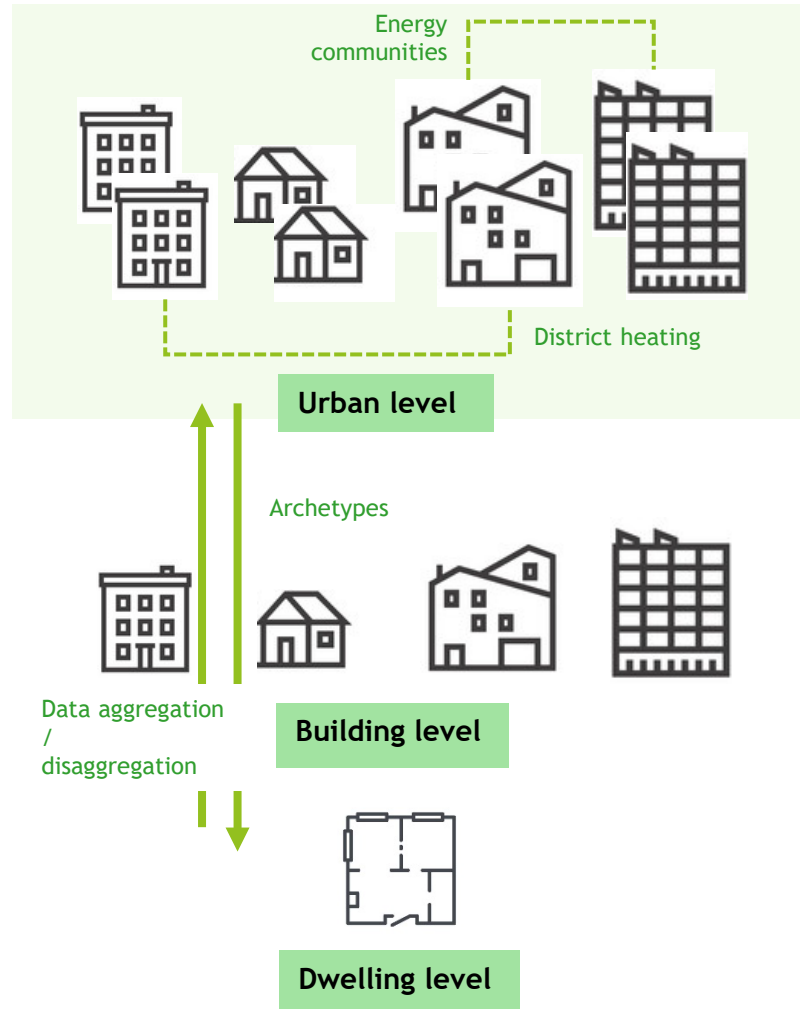 Energy
communities
District heating
Urban level
Archetypes
Data aggregation
/
disaggregation
Building level
Dwelling level